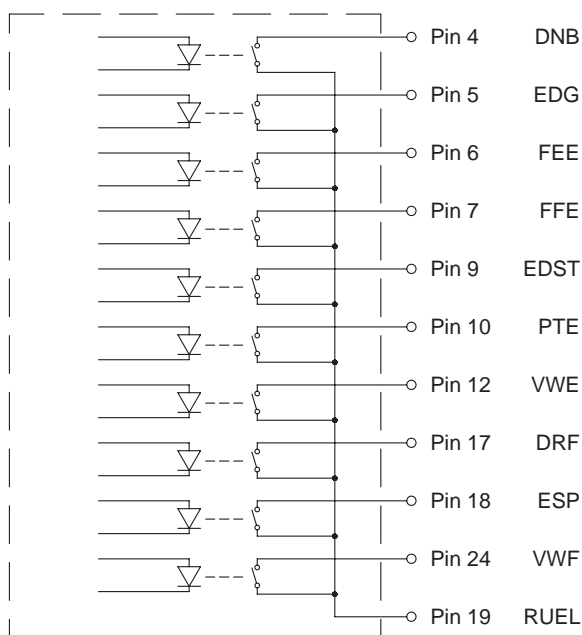 Pin 4 DNB
Pin 5 EDG
Pin 6 FEE
Pin 7 FFE
Pin 9 EDST
Pin 10 PTE
Pin 12 VWE
Pin 17 DRF
Pin 18 ESP
Pin 24 VWF
Pin 19 RUEL